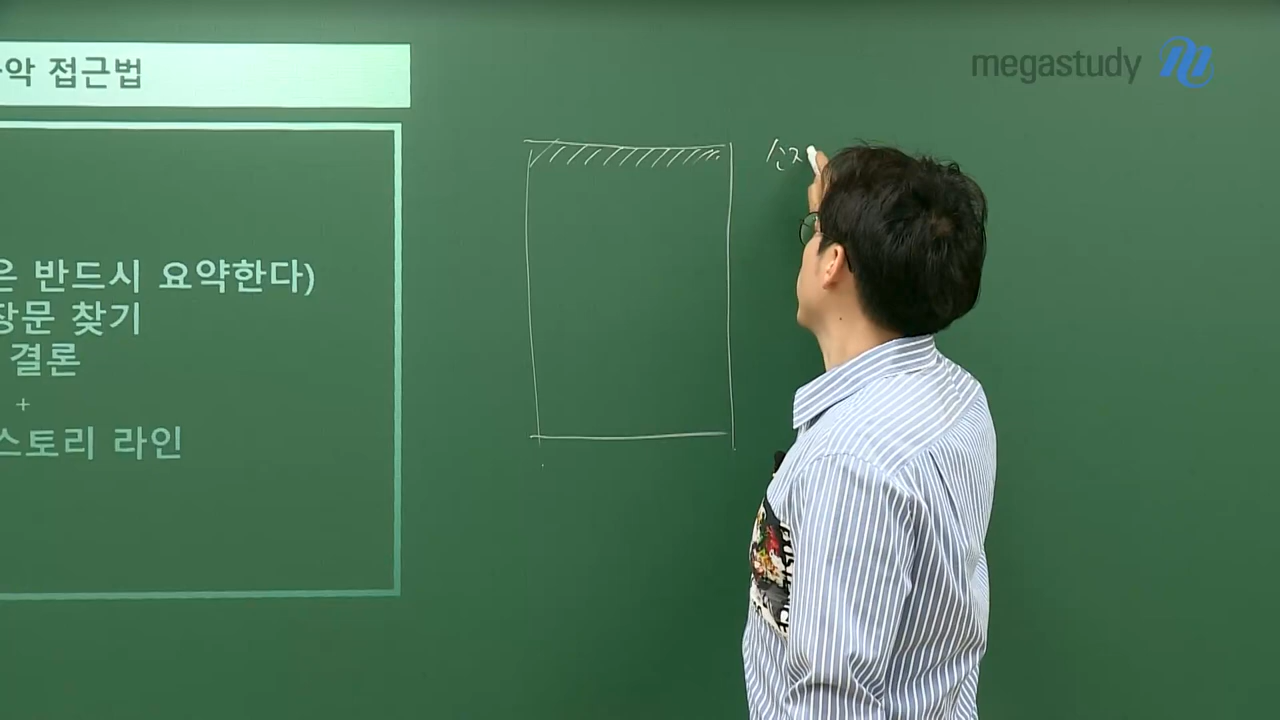 megastudy
악 접근법
은 반드시 요약한다)
장문 찾기
결론
+
스토리 라인